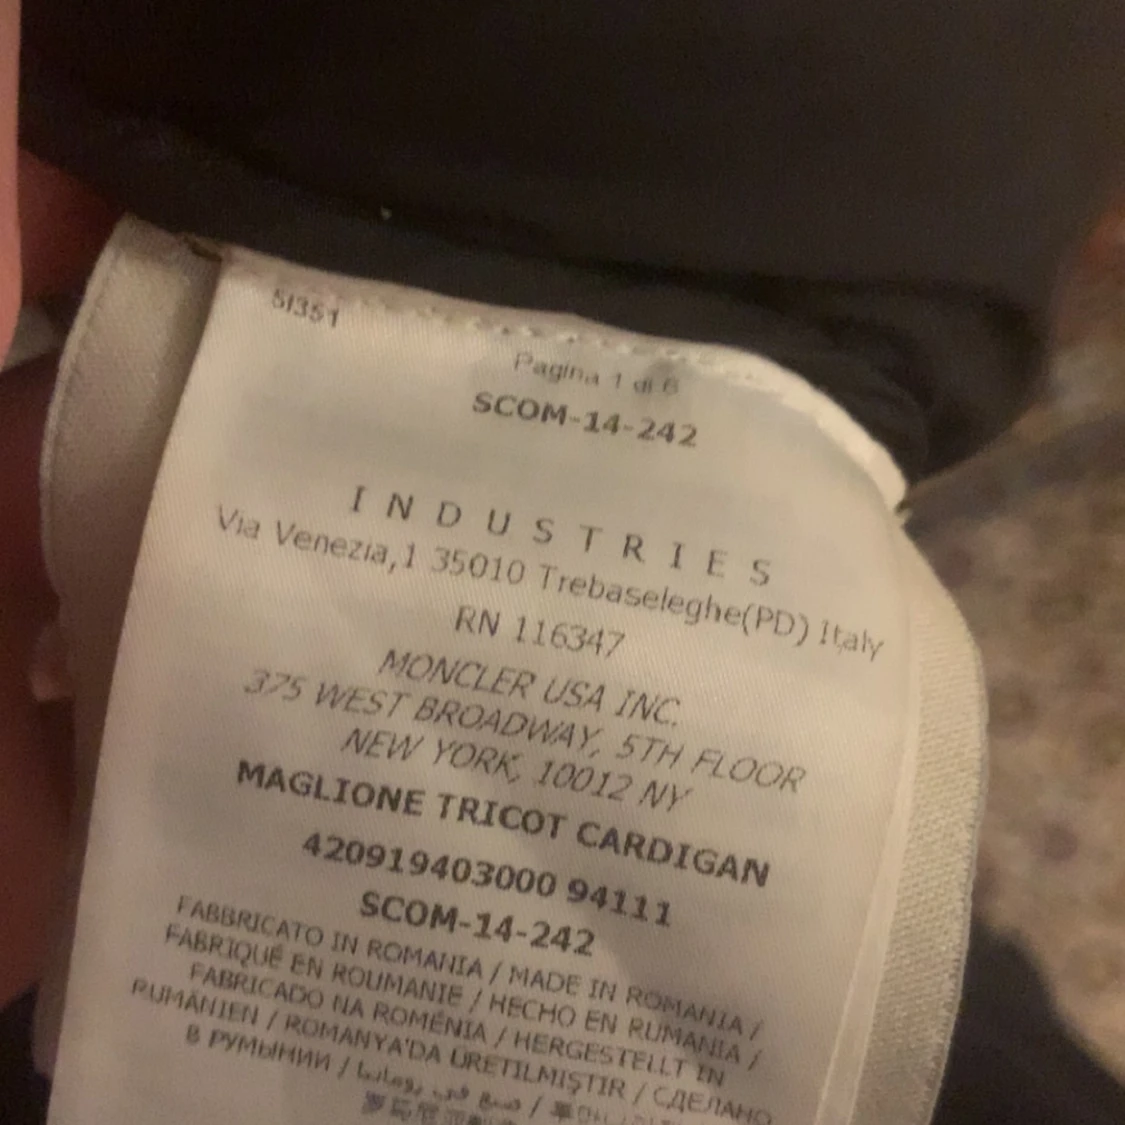 51351
Pagina 1 di 6
SCOM-14-242
INDUSTRIES
Via Venezia,1 35010 Trebaseleghe(PD) Italy
RN 116347
MONCLER USA INC.
375 WEST BROADWAY, 5TH FLOOR
NEW YORK, 10012 NY
MAGLIONE TRICOT CARDIGAN
420919403000 94111
SCOM-14-242
FABBRICATO IN ROMANIA / MADE IN ROMANIA /
FABRIQUÉ EN ROUMANIE / HECHO EN RUMANIA /
FABRICADO NA ROMÉNIA / HERGESTELLT IN
RUMÄNIEN / ROMANYA'DA ÜRETILMIŞTIR / СДЕЛАНО
В РУМЫНИИ / صنع في رومانيا /